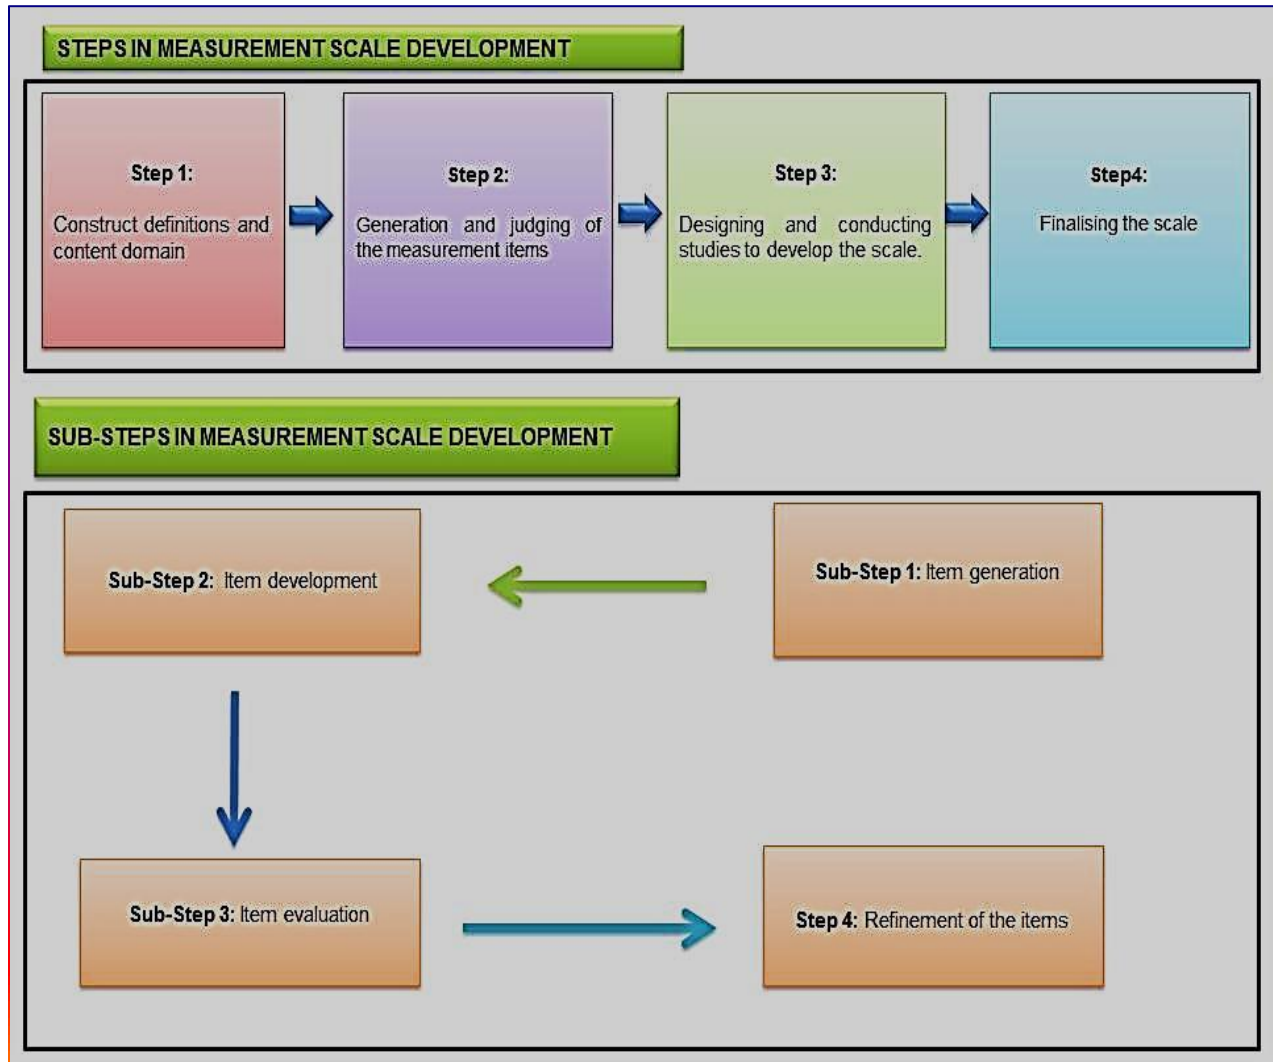 STEPS IN MEASUREMENT SCALE DEVELOPMENT
Step 1:
Construct definitions and
content domain
Step 2:
Generation and judging of
the measurement items
Step 3:
Designing and conducting
studies to develop the scale.
Step4:
Finalising the scale
SUB-STEPS IN MEASUREMENT SCALE DEVELOPMENT
Sub-Step 1: Item generation
Sub-Step 2: Item development
Sub-Step 3: Item evaluation
Step 4: Refinement of the items